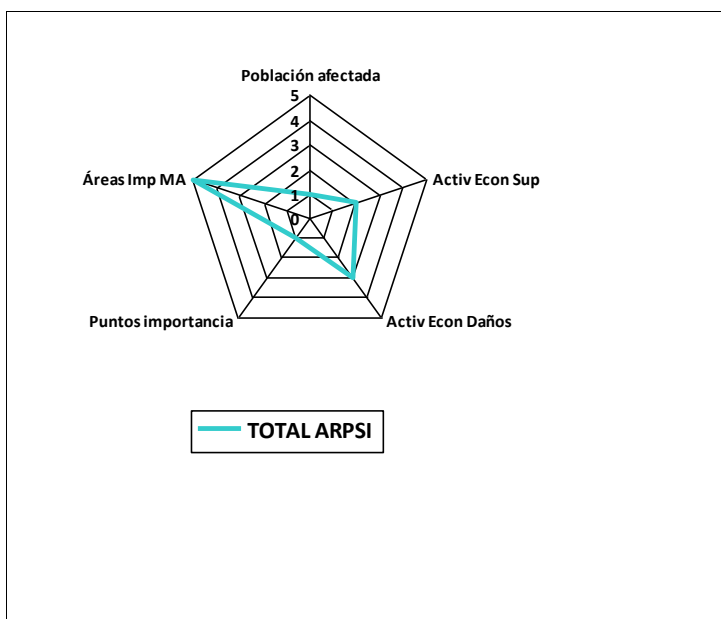 Población afectada
5
4
3
2
1
0
Áreas Imp MA
Activ Econ Sup
Puntos importancia
Activ Econ Daños
TOTAL ARPSI